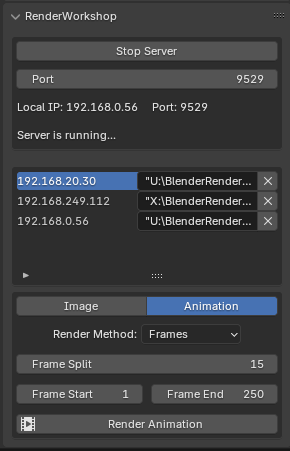 RenderWorkshop
Stop Server
Port 9529
Local IP: 192.168.0.56 Port: 9529
Server is running...
192.168.20.30 "U:\BlenderRender...
192.168.249.112 "X:\BlenderRender...
192.168.0.56 "U:\BlenderRender...
Image Animation
Render Method: Frames
Frame Split 15
Frame Start 1 Frame End 250
Render Animation